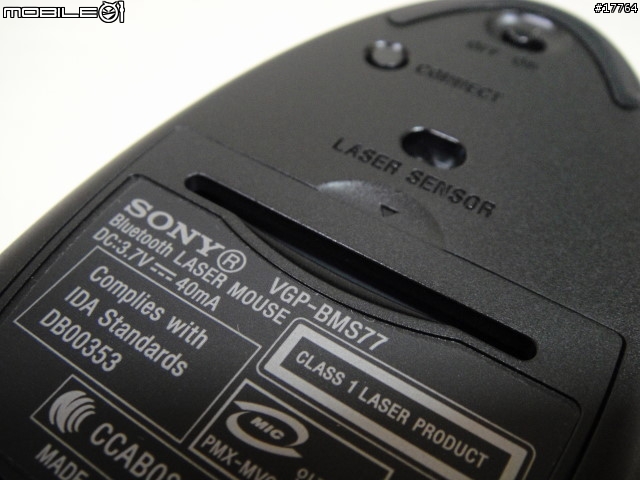 MOBILE01
#17764
OFF ON
CONNECT
LASER SENSOR
SONY®
Bluetooth LASER MOUSE VGP-BMS77
DC:3.7V 40mA
Complies with
IDA Standards
DB00353
CLASS 1 LASER PRODUCT
MIC
MADE